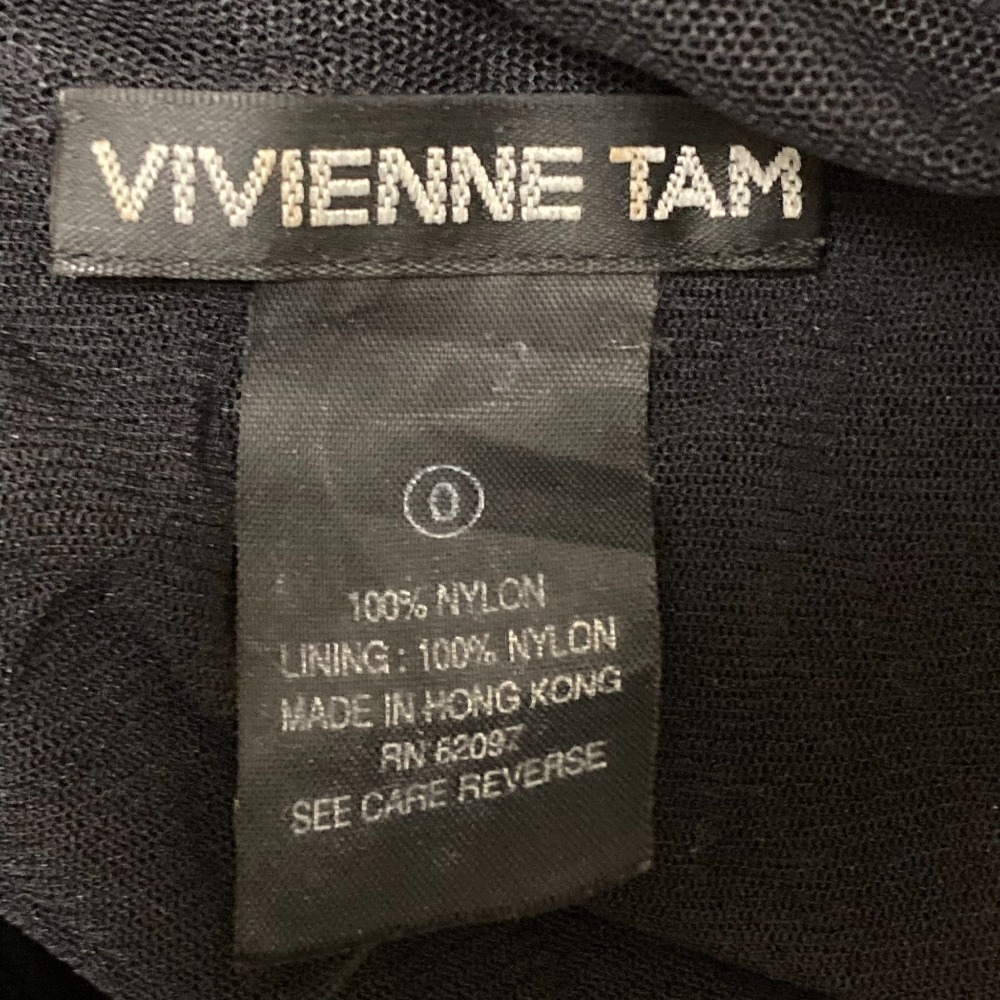 VIVIENNE TAM
0
100% NYLON
LINING : 100% NYLON
MADE IN HONG KONG
RN 62097
SEE CARE REVERSE